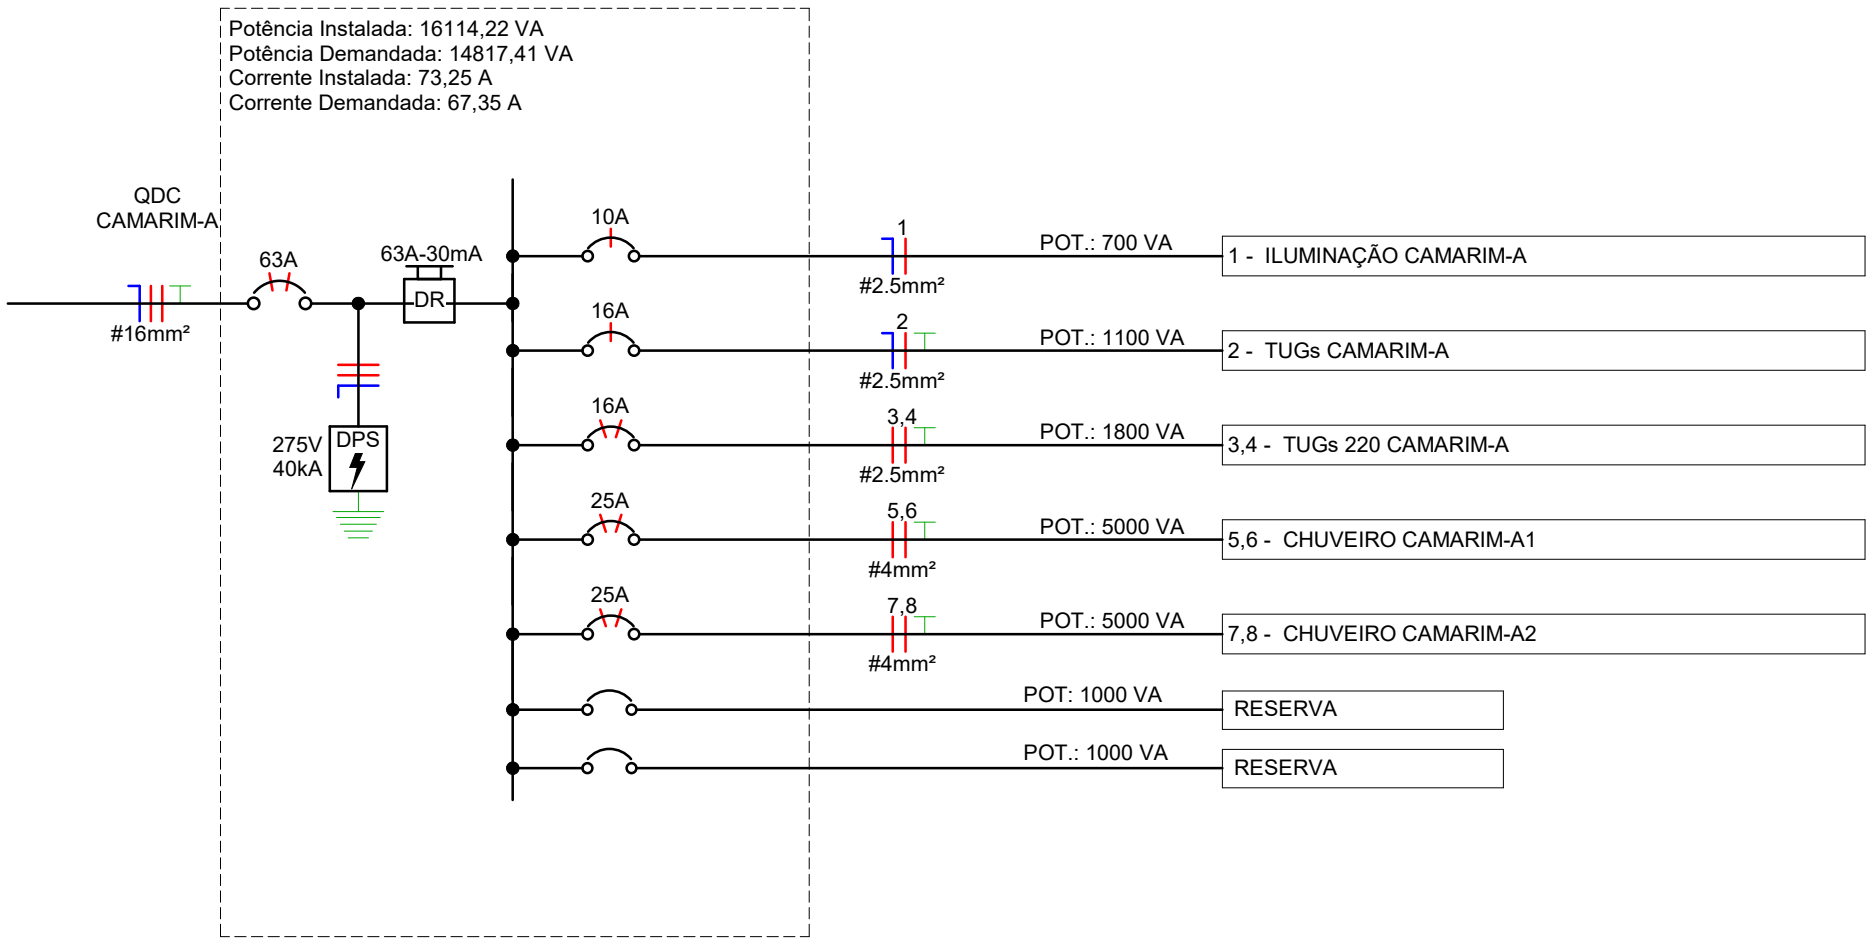 Potência Instalada: 16114,22 VA
Potência Demandada: 14817,41 VA
Corrente Instalada: 73,25 A
Corrente Demandada: 67,35 A
QDC
CAMARIM-A
#16mm²
63A
63A-30mA
DR
275V
40kA
DPS
10A
1
#2.5mm²
POT.: 700 VA
1 - ILUMINAÇÃO CAMARIM-A
16A
2
#2.5mm²
POT.: 1100 VA
2 - TUGs CAMARIM-A
16A
3,4
#2.5mm²
POT.: 1800 VA
3,4 - TUGs 220 CAMARIM-A
25A
5,6
#4mm²
POT.: 5000 VA
5,6 - CHUVEIRO CAMARIM-A1
25A
7,8
#4mm²
POT.: 5000 VA
7,8 - CHUVEIRO CAMARIM-A2
POT: 1000 VA
RESERVA
POT.: 1000 VA
RESERVA